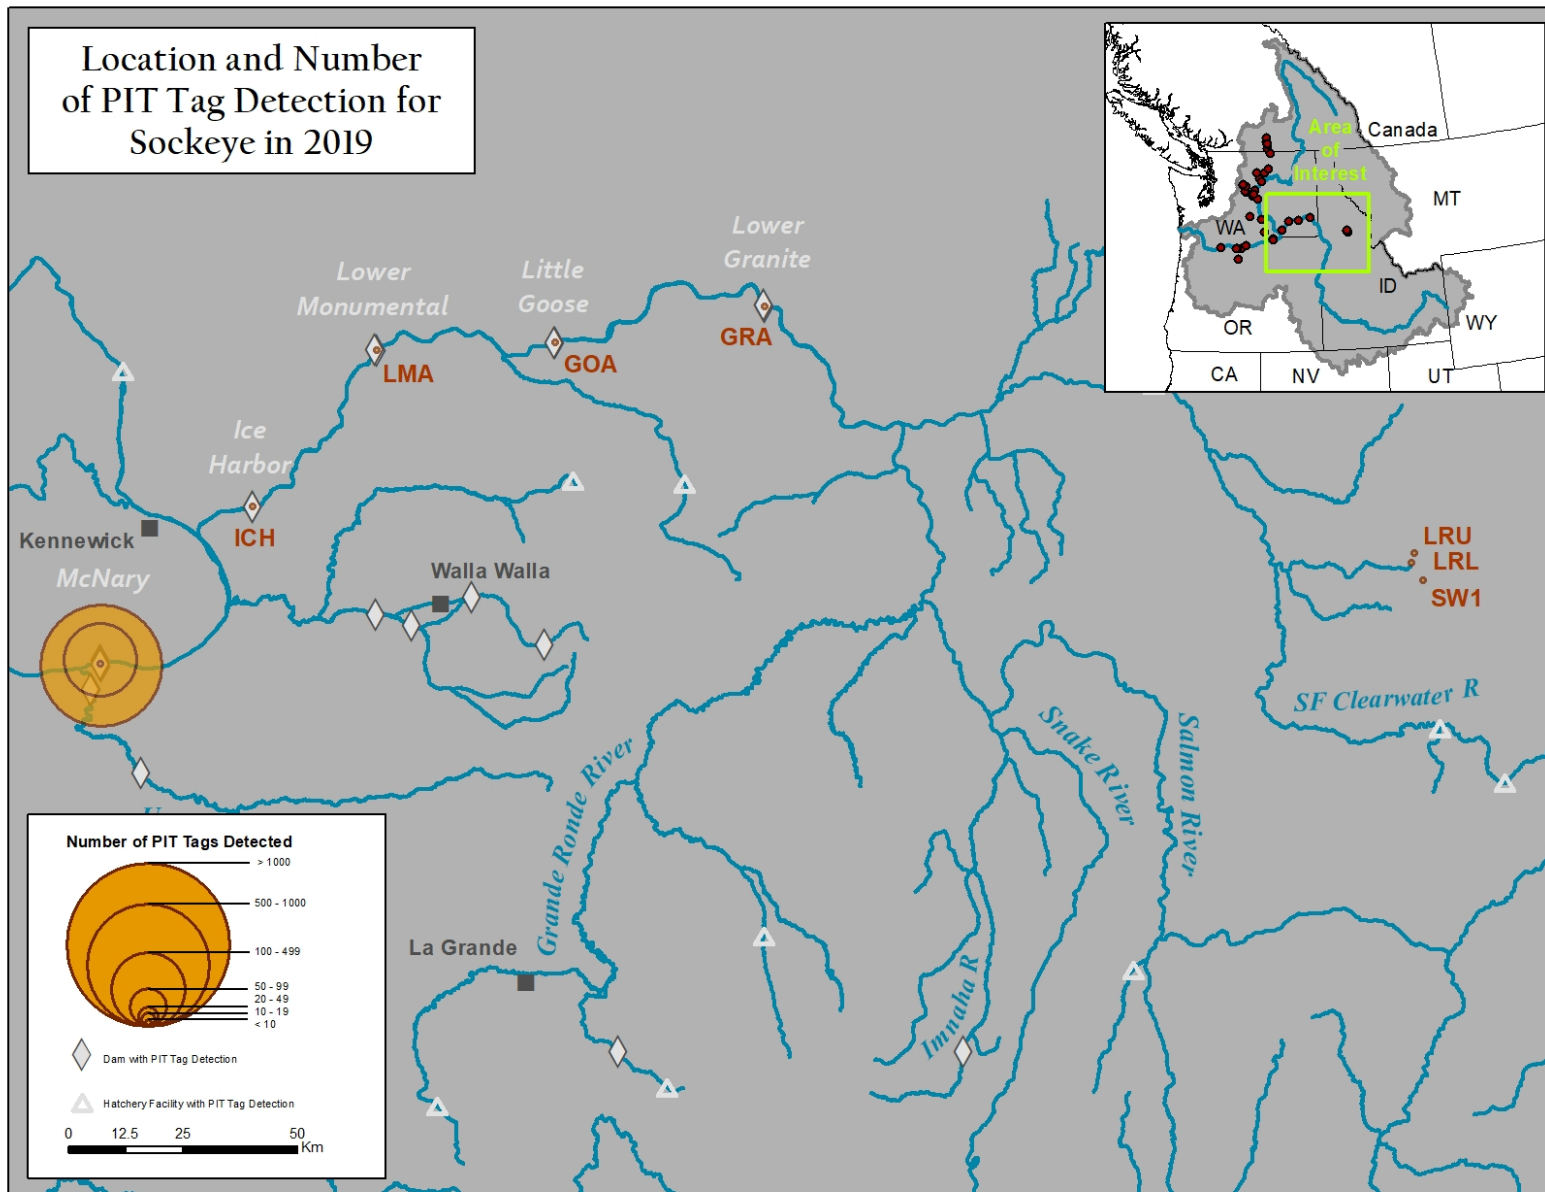 Location and Number
of PIT Tag Detection for
Sockeye in 2019
Area
of
Interest
Canada
MT
WA
ID
OR
WY
CA
NV
UT
Lower
Granite
Lower
Monumental
Little
Goose
GRA
GOA
LMA
Ice
Harbor
ICH
Kennewick
McNary
Walla Walla
LRU
LRL
SW1
SF Clearwater R
Snake River
Salmon River
Grande Ronde River
La Grande
Imnaha R
Number of PIT Tags Detected
> 1000
500 - 1000
100 - 499
50 - 99
20 - 49
10 - 19
< 10
Dam with PIT Tag Detection
Hatchery Facility with PIT Tag Detection
0 12.5 25 50
Km